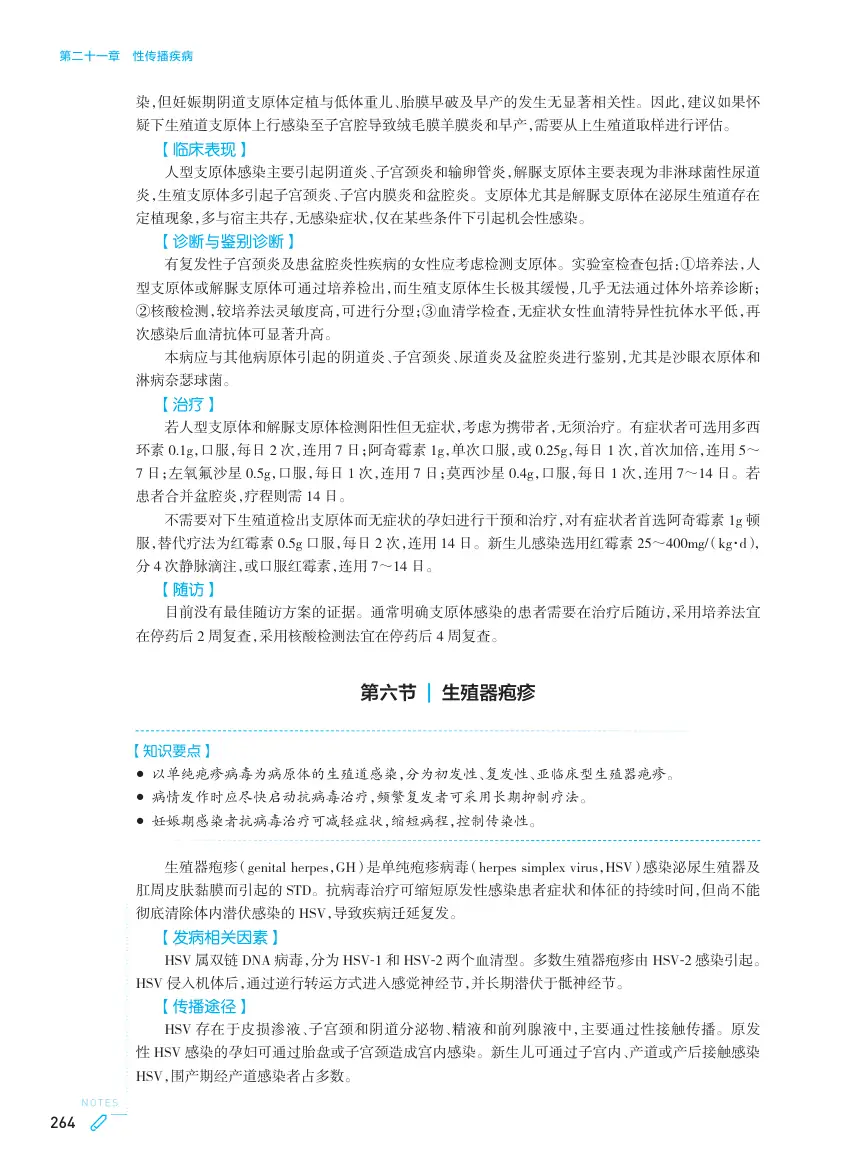 第二十一章 性传播疾病
染,但妊娠期阴道支原体定植与低体重儿、胎膜早破及早产的发生无显著相关性。因此,建议如果怀
疑下生殖道支原体上行感染至子宫腔导致绒毛膜羊膜炎和早产,需要从上生殖道取样进行评估。
【临床表现】
人型支原体感染主要引起阴道炎、子宫颈炎和输卵管炎,解脲支原体主要表现为非淋球菌性尿道
炎,生殖支原体多引起子宫颈炎、子宫内膜炎和盆腔炎。支原体尤其是解脲支原体在泌尿生殖道存在
定植现象,多与宿主共存,无感染症状,仅在某些条件下引起机会性感染。
【诊断与鉴别诊断】
有复发性子宫颈炎及患盆腔炎性疾病的女性应考虑检测支原体。实验室检查包括:①培养法,人
型支原体或解脲支原体可通过培养检出,而生殖支原体生长极其缓慢,几乎无法通过体外培养诊断;
②核酸检测,较培养法灵敏度高,可进行分型;③血清学检查,无症状女性血清特异性抗体水平低,再
次感染后血清抗体可显著升高。
本病应与其他病原体引起的阴道炎、子宫颈炎、尿道炎及盆腔炎进行鉴别,尤其是沙眼衣原体和
淋病奈瑟球菌。
【治疗】
若人型支原体和解脲支原体检测阳性但无症状,考虑为携带者,无须治疗。有症状者可选用多西
环素 0.1g,口服,每日 2 次,连用 7 日;阿奇霉素 1g,单次口服,或 0.25g,每日 1 次,首次加倍,连用 5～
7 日;左氧氟沙星 0.5g,口服,每日 1 次,连用 7 日;莫西沙星 0.4g,口服,每日 1 次,连用 7～14 日。若
患者合并盆腔炎,疗程则需 14 日。
不需要对下生殖道检出支原体而无症状的孕妇进行干预和治疗,对有症状者首选阿奇霉素 1g 顿
服,替代疗法为红霉素 0.5g 口服,每日 2 次,连用 14 日。新生儿感染选用红霉素 25～400mg/(kg·d),
分 4 次静脉滴注,或口服红霉素,连用 7～14 日。
【随访】
目前没有最佳随访方案的证据。通常明确支原体感染的患者需要在治疗后随访,采用培养法宜
在停药后 2 周复查,采用核酸检测法宜在停药后 4 周复查。
第六节 | 生殖器疱疹
【知识要点】
● 以单纯疱疹病毒为病原体的生殖道感染,分为初发性、复发性、亚临床型生殖器疱疹。
● 病情发作时应尽快启动抗病毒治疗,频繁复发者可采用长期抑制疗法。
● 妊娠期感染者抗病毒治疗可减轻症状,缩短病程,控制传染性。
生殖器疱疹(genital herpes,GH)是单纯疱疹病毒(herpes simplex virus,HSV)感染泌尿生殖器及
肛周皮肤黏膜而引起的 STD。抗病毒治疗可缩短原发性感染患者症状和体征的持续时间,但尚不能
彻底清除体内潜伏感染的 HSV,导致疾病迁延复发。
【发病相关因素】
HSV 属双链 DNA 病毒,分为 HSV-1 和 HSV-2 两个血清型。多数生殖器疱疹由 HSV-2 感染引起。
HSV 侵入机体后,通过逆行转运方式进入感觉神经节,并长期潜伏于骶神经节。
【传播途径】
HSV 存在于皮损渗液、子宫颈和阴道分泌物、精液和前列腺液中,主要通过性接触传播。原发
性 HSV 感染的孕妇可通过胎盘或子宫颈造成宫内感染。新生儿可通过子宫内、产道或产后接触感染
HSV,围产期经产道感染者占多数。
NOTES
264